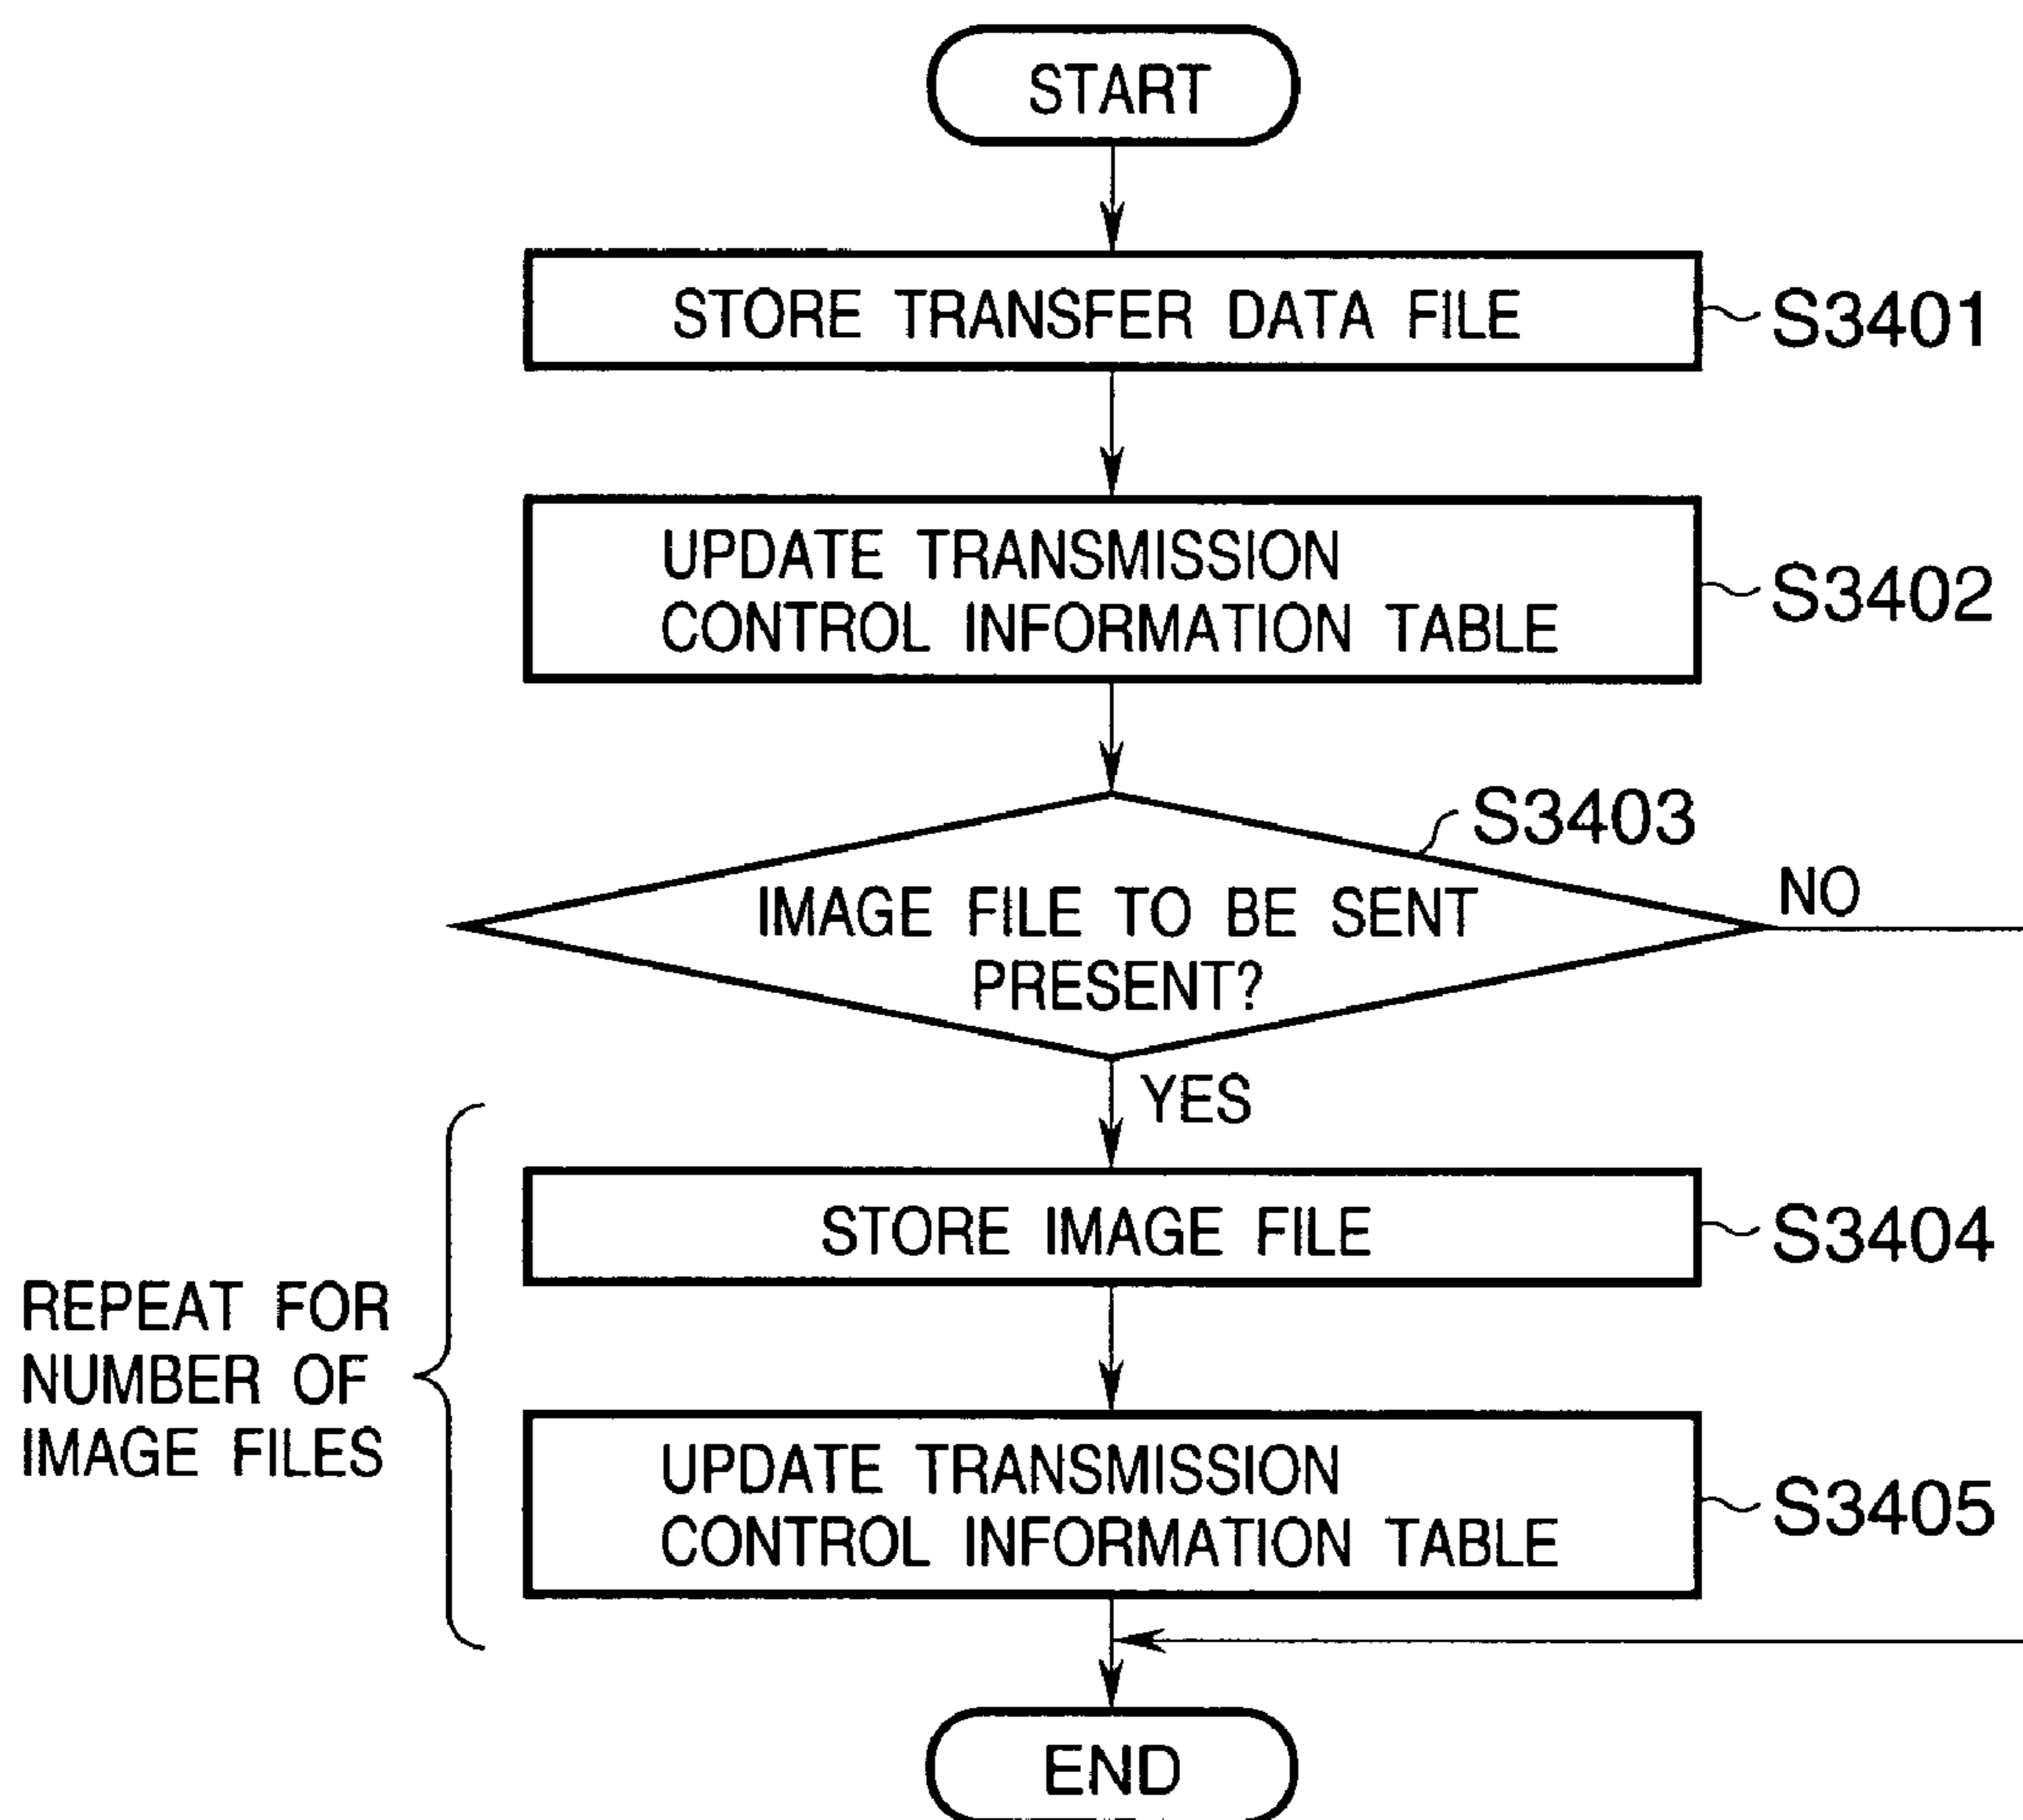 START
STORE TRANSFER DATA FILE
S3401
UPDATE TRANSMISSION
CONTROL INFORMATION TABLE
S3402
S3403
IMAGE FILE TO BE SENT
PRESENT?
NO
YES
STORE IMAGE FILE
S3404
REPEAT FOR
NUMBER OF
IMAGE FILES
UPDATE TRANSMISSION
CONTROL INFORMATION TABLE
S3405
END